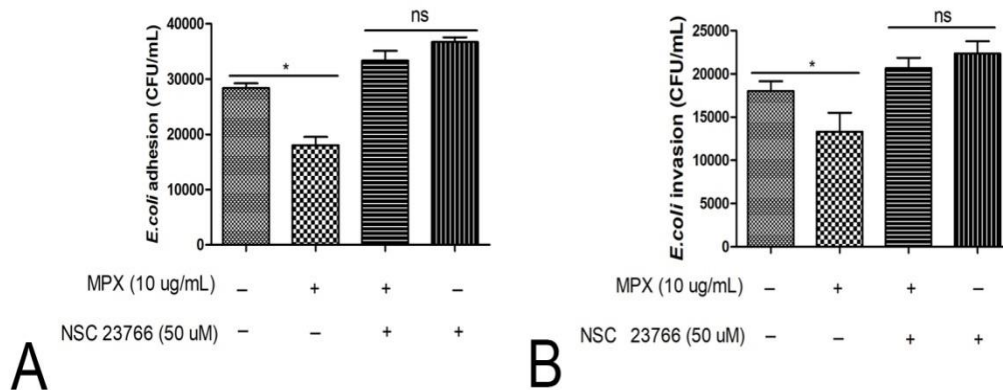 ns
40000
*
30000
20000
10000
0
E.coli adhesion (CFU/mL)
MPX (10 ug/mL) – + + –
NSC 23766 (50 uM) – – + +
A
ns
25000
*
20000
15000
10000
5000
0
E.coli invasion (CFU/mL)
MPX (10 ug/mL) – + + –
NSC 23766 (50 uM) – – + +
B